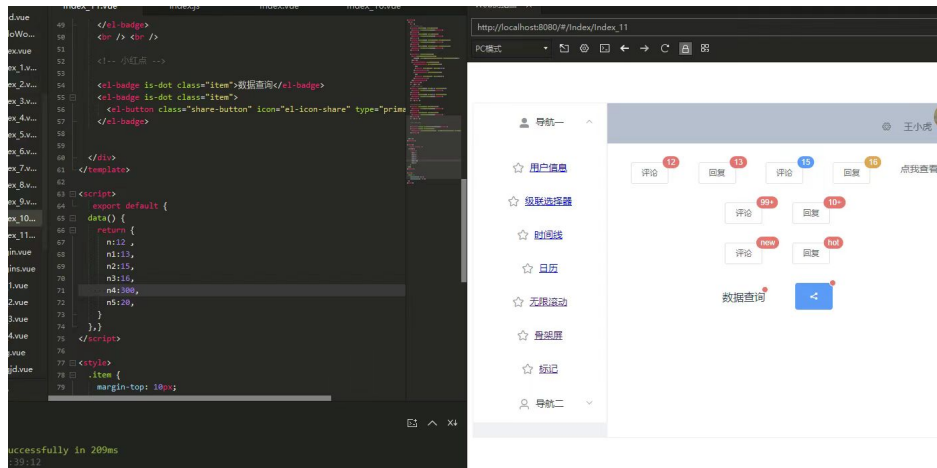 index_11.vue index.js index.vue index_10.vue
d.vue
loWo...
ex.vue
ex_1.v...
ex_2.v...
ex_3.v...
ex_4.v...
ex_5.v...
ex_6.v...
ex_7.v...
ex_8.v...
ex_9.v...
ex_10...
ex_11...
in.vue
ins.vue
1.vue
2.vue
3.vue
4.vue
.vue
jd.vue
49 </el-badge>
50 <br /> <br />
51
52 <!-- 小红点 -->
53
54 <el-badge is-dot class="item">数据查询</el-badge>
55 <el-badge is-dot class="item">
56 <el-button class="share-button" icon="el-icon-share" type="prima
57 </el-badge>
58
59
60 </div>
61 </template>
62
63 <script>
64 export default {
65 data() {
66 return {
67 n:12 ,
68 n1:13,
69 n2:15,
70 n3:16,
71 n4:300,
72 n5:20,
73 }
74 },}
75 </script>
76
77 <style>
78 .item {
79 margin-top: 10px;
uccessfully in 209ms
:39:12
http://localhost:8080/#/Index/Index_11
PC模式
导航一
王小虎
用户信息
级联选择器
时间线
日历
无限滚动
骨架屏
标记
导航二
评论 12 回复 13 评论 15 回复 16 点我查看
评论 99+ 回复 10+
评论 new 回复 hot
数据查询